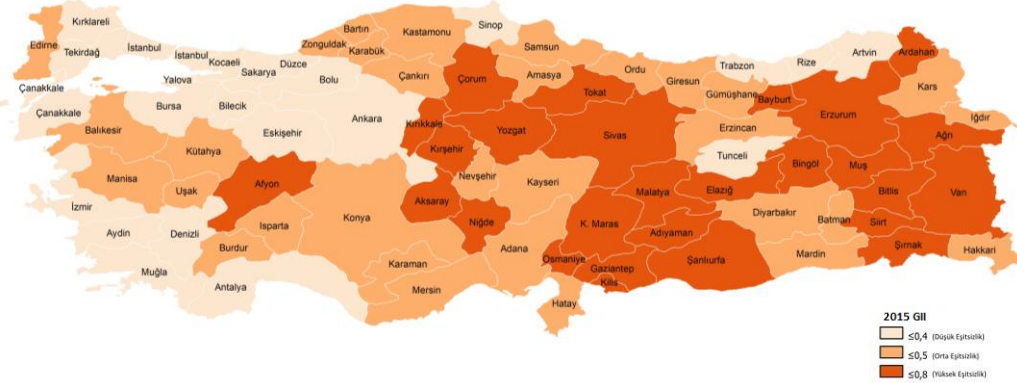 Kırklareli
Edirne
Tekirdağ
İstanbul
İstanbul
Kocaeli
Sakarya
Düzce
Bolu
Zonguldak
Bartın
Karabük
Kastamonu
Sinop
Samsun
Çankırı
Çorum
Amasya
Ordu
Giresun
Trabzon
Rize
Artvin
Ardahan
Çanakkale
Çanakkale
Yalova
Bursa
Bilecik
Eskişehir
Ankara
Kırıkkale
Kırşehir
Yozgat
Tokat
Sivas
Gümüşhane
Bayburt
Erzincan
Erzurum
Kars
Iğdır
Ağrı
Balıkesir
Kütahya
Manisa
Uşak
Afyon
İzmir
Aydin
Denizli
Muğla
Burdur
Isparta
Antalya
Konya
Aksaray
Nevşehir
Kayseri
Niğde
Karaman
Mersin
Adana
Tunceli
Bingöl
Muş
Bitlis
Van
Malatya
Elazığ
K. Maras
Adıyaman
Diyarbakır
Batman
Siirt
Osmaniye
Gaziantep
Kilis
Şanlıurfa
Mardin
Şırnak
Hakkari
Hatay
2015 GII
≤0,4 (Düşük Eşitsizlik)
≤0,5 (Orta Eşitsizlik)
≤0,8 (Yüksek Eşitsizlik)